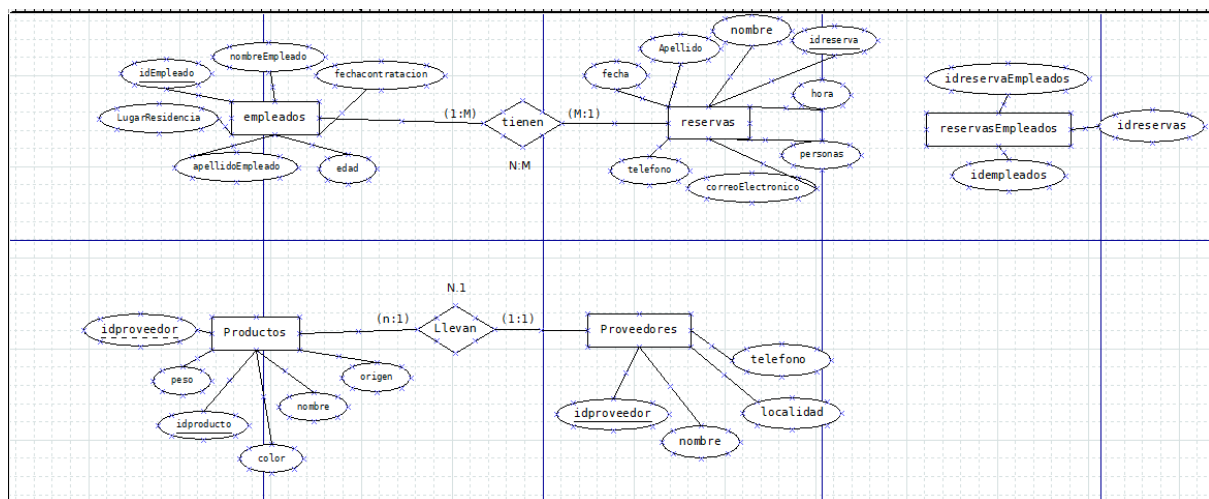 nombreEmpleado
idEmpleado
fechacontratacion
LugarResidencia
empleados
apellidoEmpleado
edad
(1:M)
tienen
(M:1)
N:M
nombre
Apellido
idreserva
fecha
hora
reservas
personas
telefono
correoElectronico
idreservaEmpleados
reservasEmpleados
idreservas
idempleados
N.1
idproveedor
Productos
(n:1)
Llevan
(1:1)
Proveedores
peso
origen
nombre
idproducto
color
telefono
idproveedor
localidad
nombre